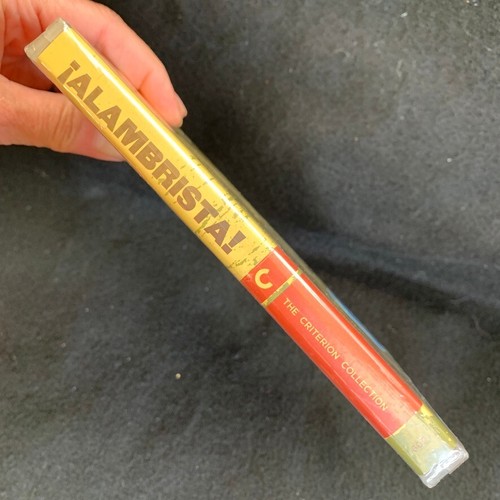 ¡ALAMBRISTA!
THE CRITERION COLLECTION